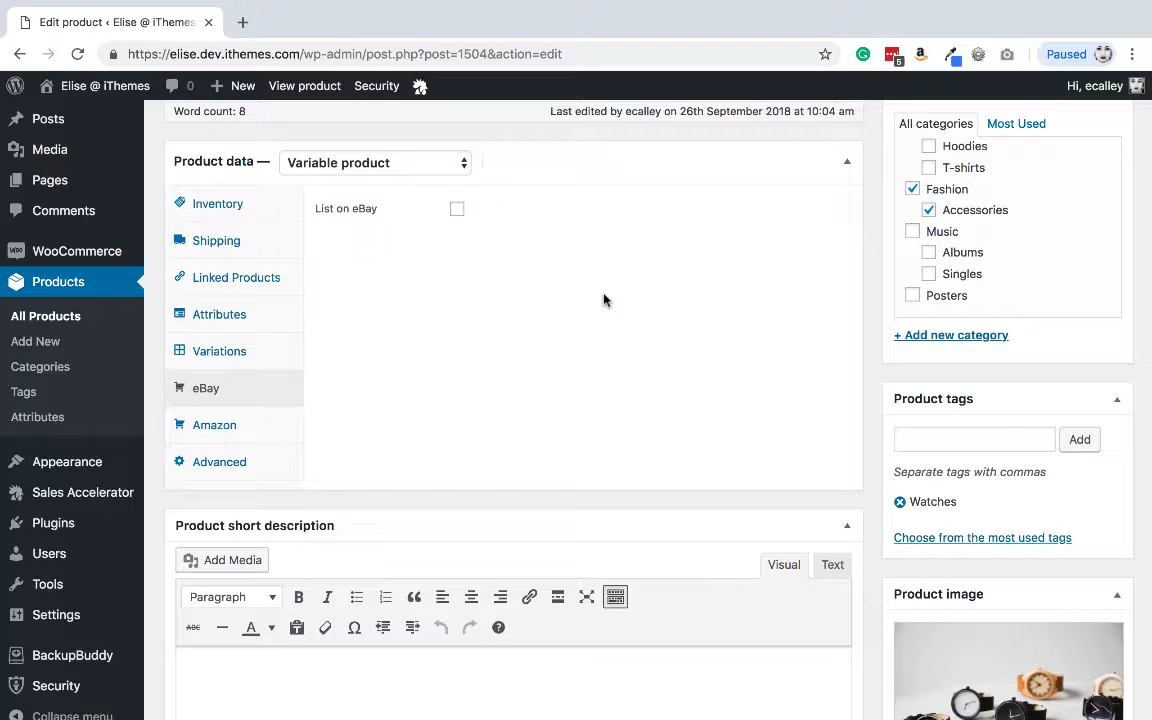 Edit product ‹ Elise @ iThemes
https://elise.dev.ithemes.com/wp-admin/post.php?post=1504&action=edit
5
Paused
Elise @ iThemes
0
New
View product
Security
Hi, ecalley
Posts
Media
Pages
Comments
WooCommerce
Products
All Products
Add New
Categories
Tags
Attributes
Appearance
Sales Accelerator
Plugins
Users
Tools
Settings
BackupBuddy
Security
Collapse menu
Word count: 8
Last edited by ecalley on 26th September 2018 at 10:04 am
Product data — Variable product
Inventory
Shipping
Linked Products
Attributes
Variations
eBay
Amazon
Advanced
List on eBay
Product short description
Add Media
Visual
Text
Paragraph
B I
ABC
A
All categories
Most Used
Hoodies
T-shirts
Fashion
Accessories
Music
Albums
Singles
Posters
+ Add new category
Product tags
Add
Separate tags with commas
Watches
Choose from the most used tags
Product image